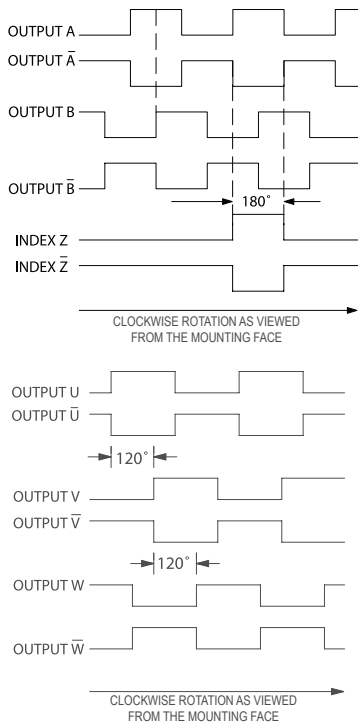 OUTPUT A
OUTPUT A̅
OUTPUT B
OUTPUT B̅
180°
INDEX Z
INDEX Z̅
CLOCKWISE ROTATION AS VIEWED
FROM THE MOUNTING FACE
OUTPUT U
OUTPUT U̅
120°
OUTPUT V
OUTPUT V̅
120°
OUTPUT W
OUTPUT W̅
CLOCKWISE ROTATION AS VIEWED
FROM THE MOUNTING FACE